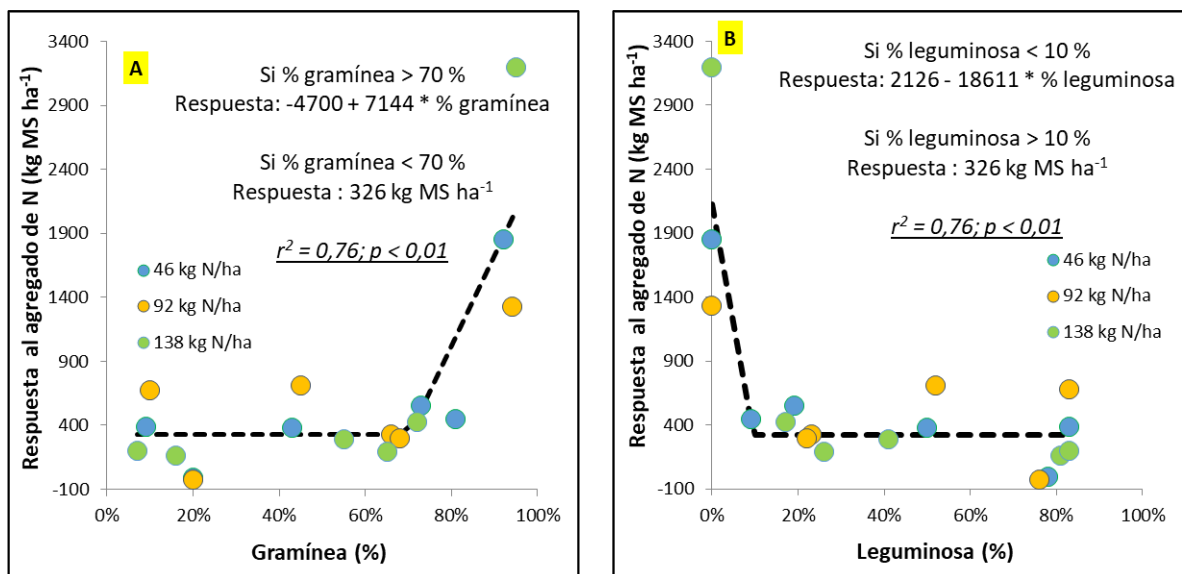 Respuesta al agregado de N (kg MS ha⁻¹)
3400
2900
2400
1900
1400
900
400
-100
A
Si % gramínea > 70 %
Respuesta: -4700 + 7144 * % gramínea
Si % gramínea < 70 %
Respuesta : 326 kg MS ha⁻¹
r² = 0,76; p < 0,01
46 kg N/ha
92 kg N/ha
138 kg N/ha
0% 20% 40% 60% 80% 100%
Gramínea (%)
Respuesta al agregado de N (kg MS ha⁻¹)
3400
2900
2400
1900
1400
900
400
-100
B
Si % leguminosa < 10 %
Respuesta: 2126 - 18611 * % leguminosa
Si % leguminosa > 10 %
Respuesta : 326 kg MS ha⁻¹
r² = 0,76; p < 0,01
46 kg N/ha
92 kg N/ha
138 kg N/ha
0% 20% 40% 60% 80% 100%
Leguminosa (%)